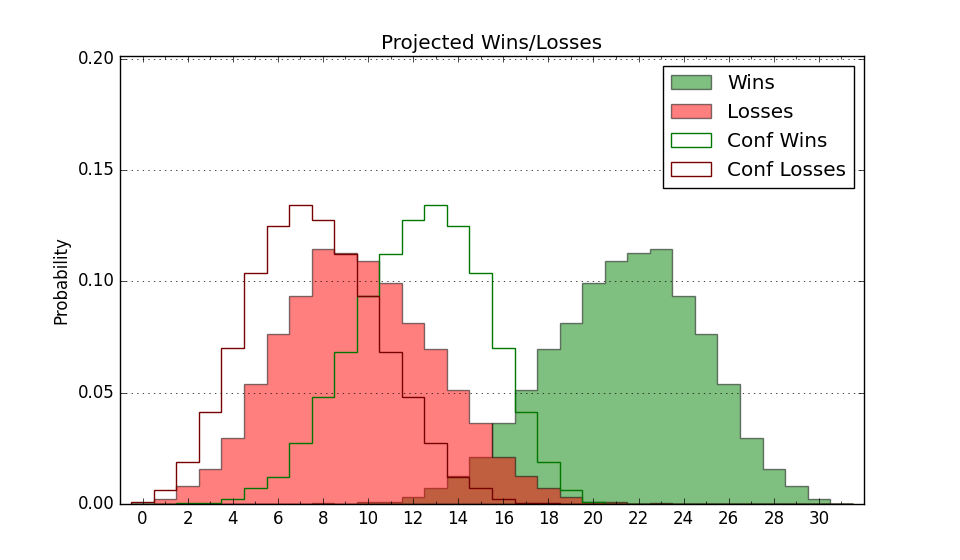 Projected Wins/Losses
0.20
0.15
0.10
0.05
0.00
Probability
Wins
Losses
Conf Wins
Conf Losses
0 2 4 6 8 10 12 14 16 18 20 22 24 26 28 30